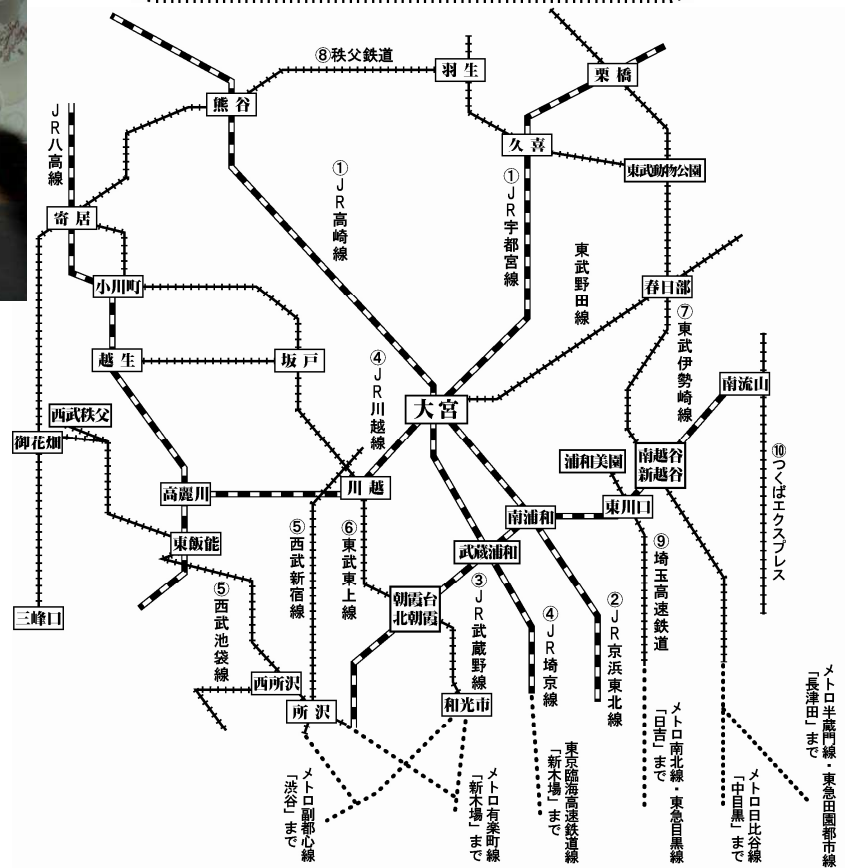 ⑧秩父鉄道
羽生
栗橋
熊谷
久喜
東武動物公園
JR八高線
①JR高崎線
①JR宇都宮線
寄居
東武野田線
小川町
春日部
⑦東武伊勢崎線
越生
坂戸
④JR川越線
南流山
大宮
西武秩父
御花畑
浦和美園
南越谷
新越谷
⑩つくばエクスプレス
高麗川
川越
東川口
南浦和
東飯能
武蔵浦和
⑤西武新宿線
⑥東武東上線
⑨埼玉高速鉄道
③JR武蔵野線
朝霞台
北朝霞
④JR埼京線
②JR京浜東北線
三峰口
⑤西武池袋線
西所沢
所沢
和光市
メトロ副都心線
「渋谷」まで
メトロ有楽町線
「新木場」まで
東京臨海高速鉄道線
「新木場」まで
メトロ南北線・東急目黒線
「日吉」まで
メトロ日比谷線
「中目黒」まで
メトロ半蔵門線・東急田園都市線
「長津田」まで